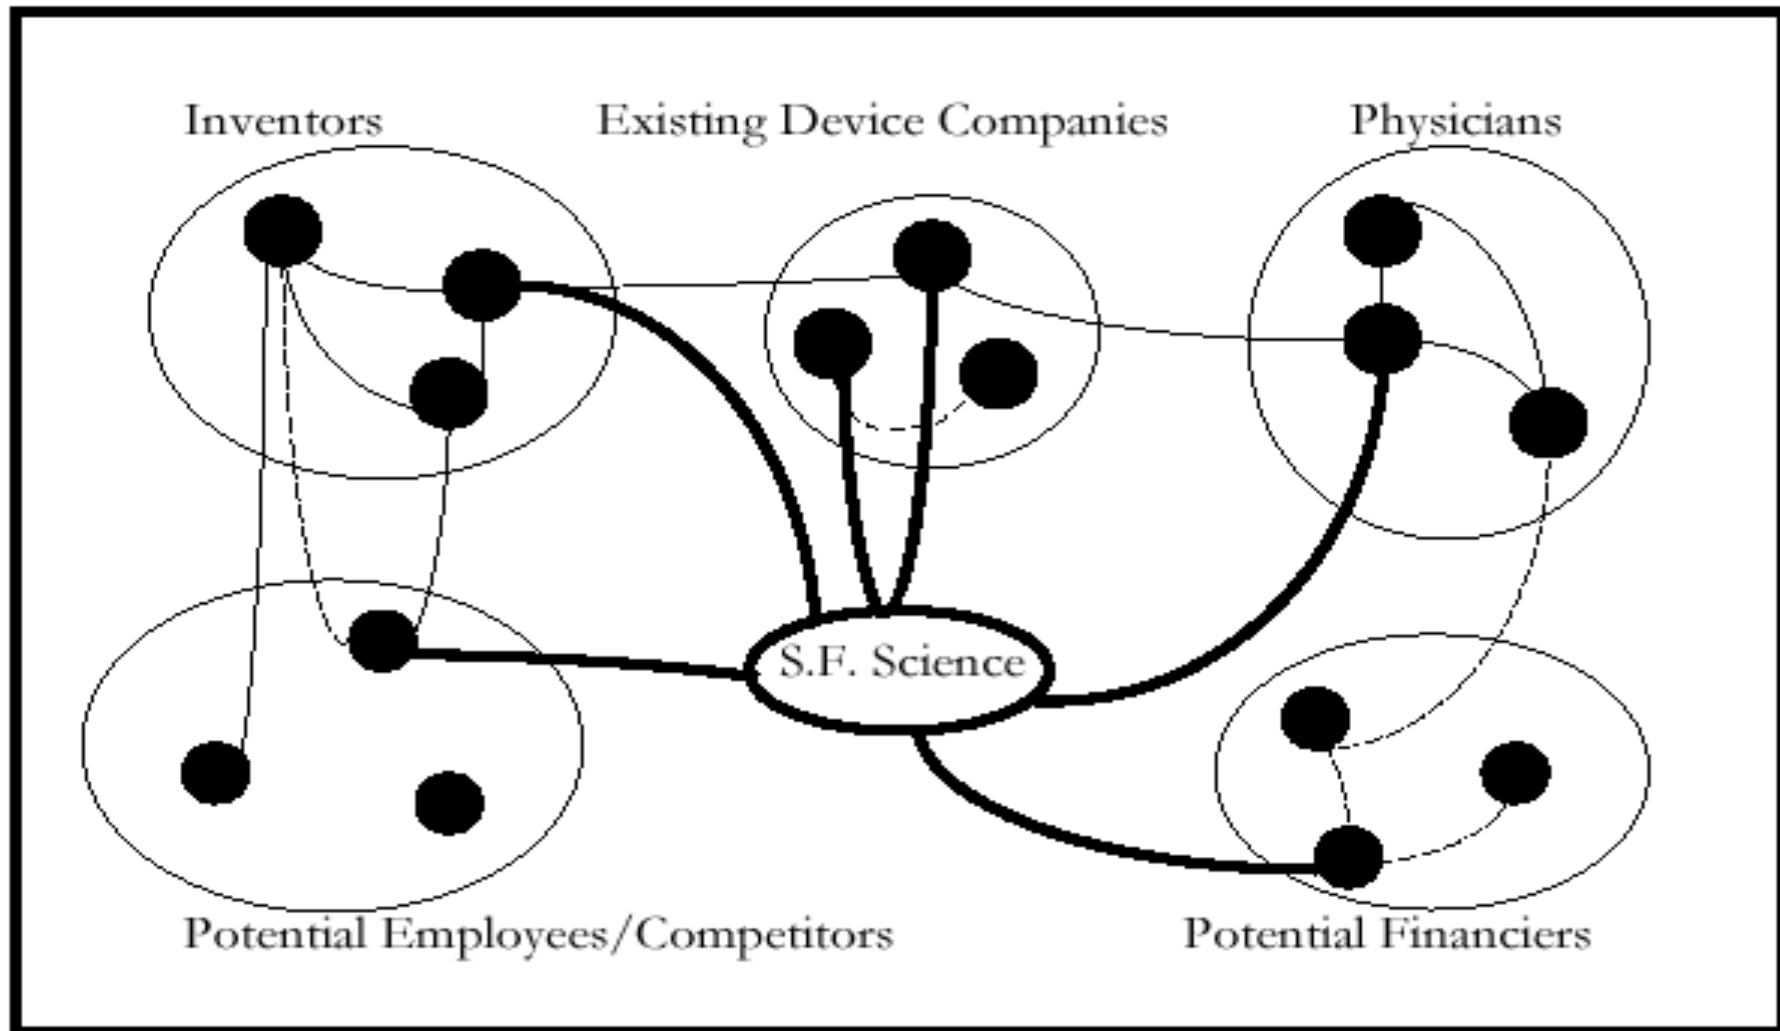 Inventors
Existing Device Companies
Physicians
S.F. Science
Potential Employees/Competitors
Potential Financiers